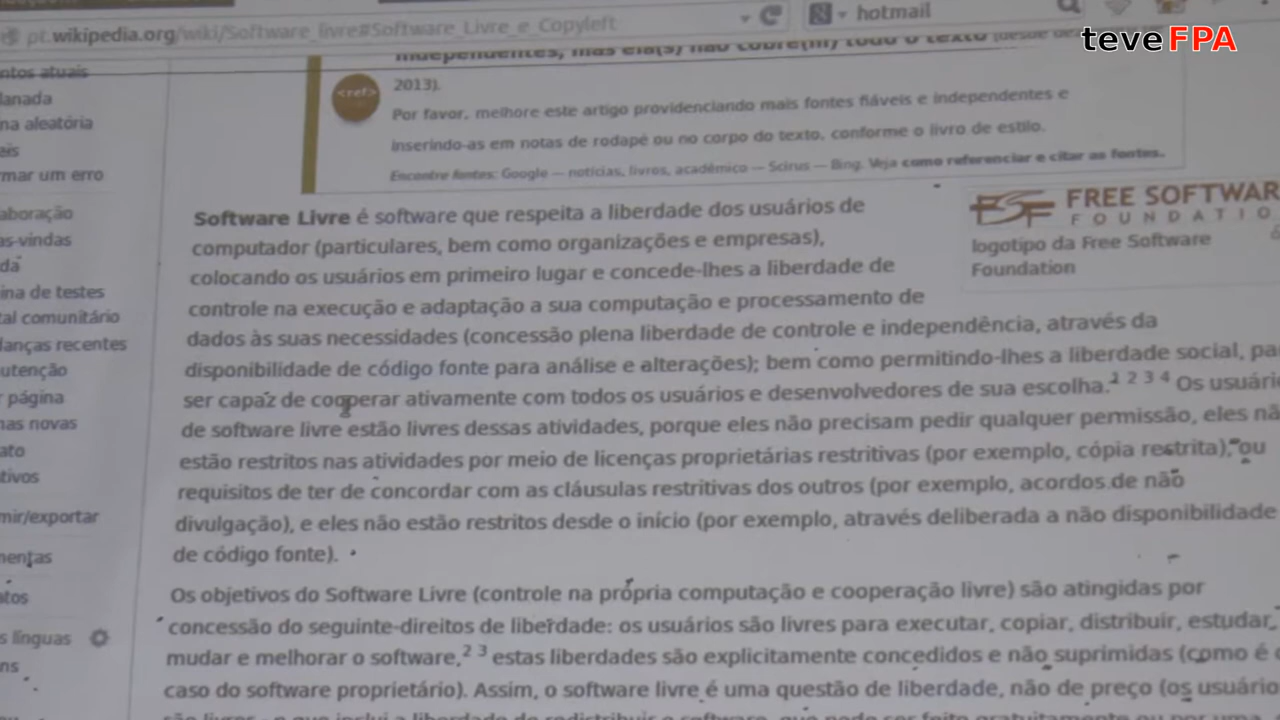 teveFPA
pt.wikipedia.org/wiki/Software_livre#Software_Livre_e_Copyleft
hotmail
independentes, mas ela(s) não cobre(m) todo o texto (desde
2013).
Por favor, melhore este artigo providenciando mais fontes fiáveis e independentes e
inserindo-as em notas de rodapé ou no corpo do texto, conforme o livro de estilo.
Encontre fontes: Google — notícias, livros, acadêmico — Scirus — Bing. Veja como referenciar e citar as fontes.
<ref>
ntos atuais
lanada
na aleatória
eis
mar um erro
aboração
as-vindas
da
ina de testes
tal comunitário
lanças recentes
utenção
r página
nas novas
ato
tivos
mir/exportar
mentas
atos
s línguas
ns
FREE SOFTWAR
FOUNDATIO
logotipo da Free Software
Foundation
Software Livre é software que respeita a liberdade dos usuários de
computador (particulares, bem como organizações e empresas),
colocando os usuários em primeiro lugar e concede-lhes a liberdade de
controle na execução e adaptação a sua computação e processamento de
dados às suas necessidades (concessão plena liberdade de controle e independência, através da
disponibilidade de código fonte para análise e alterações); bem como permitindo-lhes a liberdade social, pa
ser capaz de cooperar ativamente com todos os usuários e desenvolvedores de sua escolha.1 2 3 4 Os usuári
de software livre estão livres dessas atividades, porque eles não precisam pedir qualquer permissão, eles nã
estão restritos nas atividades por meio de licenças proprietárias restritivas (por exemplo, cópia restrita), ou
requisitos de ter de concordar com as cláusulas restritivas dos outros (por exemplo, acordos de não
divulgação), e eles não estão restritos desde o início (por exemplo, através deliberada a não disponibilidade
de código fonte).
Os objetivos do Software Livre (controle na própria computação e cooperação livre) são atingidas por
concessão do seguinte-direitos de liberdade: os usuários são livres para executar, copiar, distribuir, estudar,
mudar e melhorar o software,2 3 estas liberdades são explicitamente concedidos e não suprimidas (como é o
caso do software proprietário). Assim, o software livre é uma questão de liberdade, não de preço (os usuário